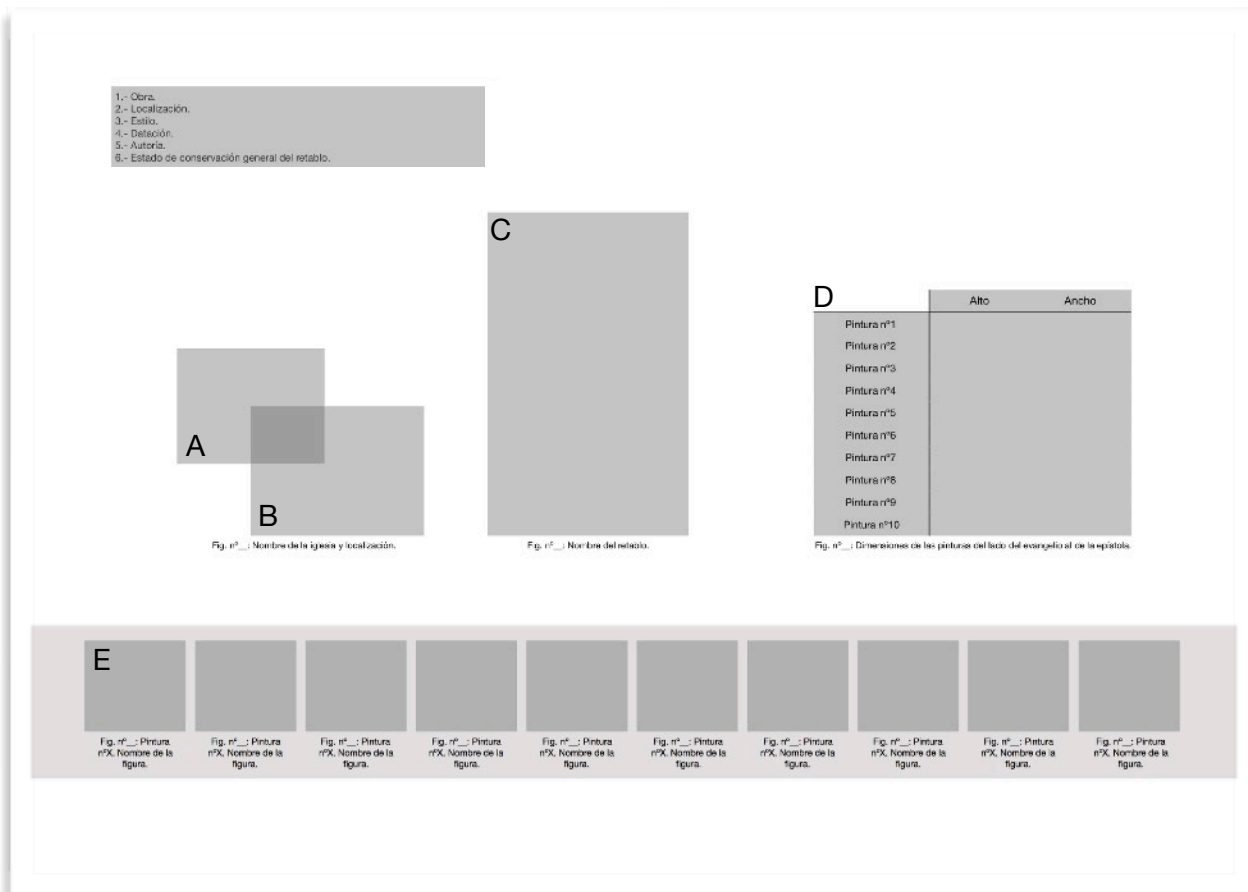 1.- Obra.
2.- Localización.
3.- Estilo.
4.- Datación.
5.- Autoría.
6.- Estado de conservación general del retablo.
C
D
Alto Ancho
Pintura nº1
Pintura nº2
Pintura nº3
Pintura nº4
Pintura nº5
Pintura nº6
Pintura nº7
Pintura nº8
Pintura nº9
Pintura nº10
A
B
Fig. nº__: Nombre de la iglesia y localización.
Fig. nº__: Nombre del retablo.
Fig. nº__: Dimensiones de las pinturas del lado del evangelio al de la epístola.
E
Fig. nº__: Pintura
nºX. Nombre de la
figura.
Fig. nº__: Pintura
nºX. Nombre de la
figura.
Fig. nº__: Pintura
nºX. Nombre de la
figura.
Fig. nº__: Pintura
nºX. Nombre de la
figura.
Fig. nº__: Pintura
nºX. Nombre de la
figura.
Fig. nº__: Pintura
nºX. Nombre de la
figura.
Fig. nº__: Pintura
nºX. Nombre de la
figura.
Fig. nº__: Pintura
nºX. Nombre de la
figura.
Fig. nº__: Pintura
nºX. Nombre de la
figura.
Fig. nº__: Pintura
nºX. Nombre de la
figura.